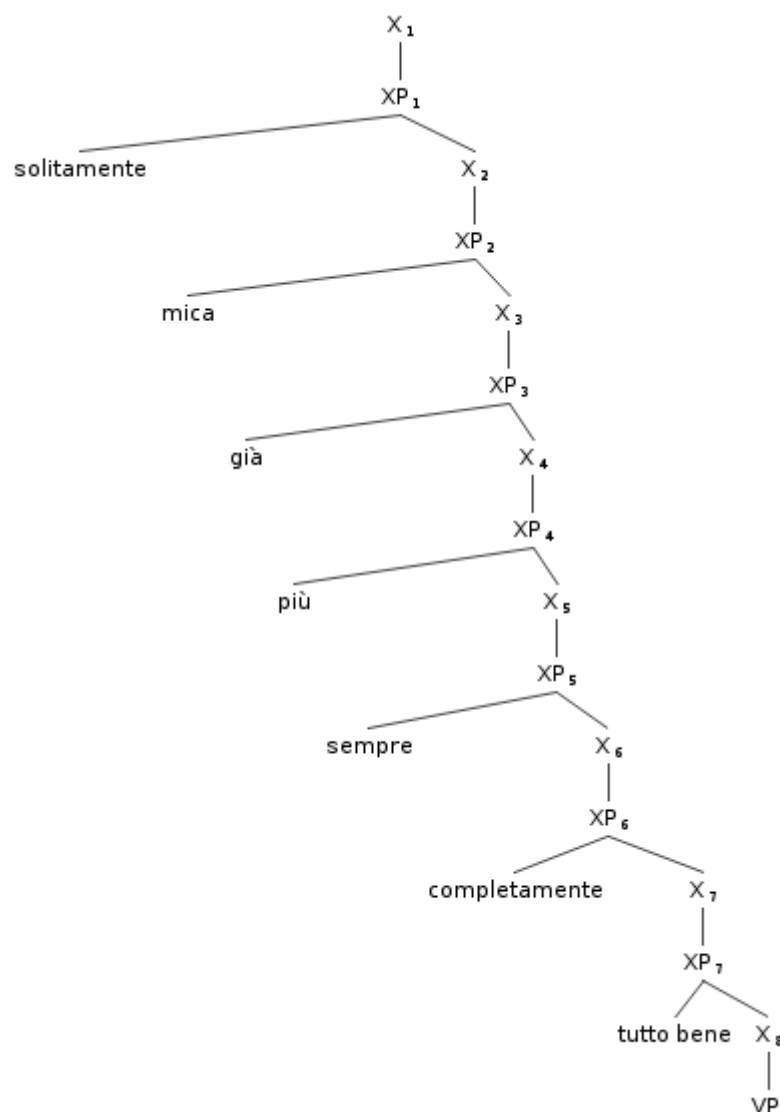 X₁
XP₁
solitamente X₂
XP₂
mica X₃
XP₃
già X₄
XP₄
più X₅
XP₅
sempre X₆
XP₆
completamente X₇
XP₇
tutto bene X₈
VP